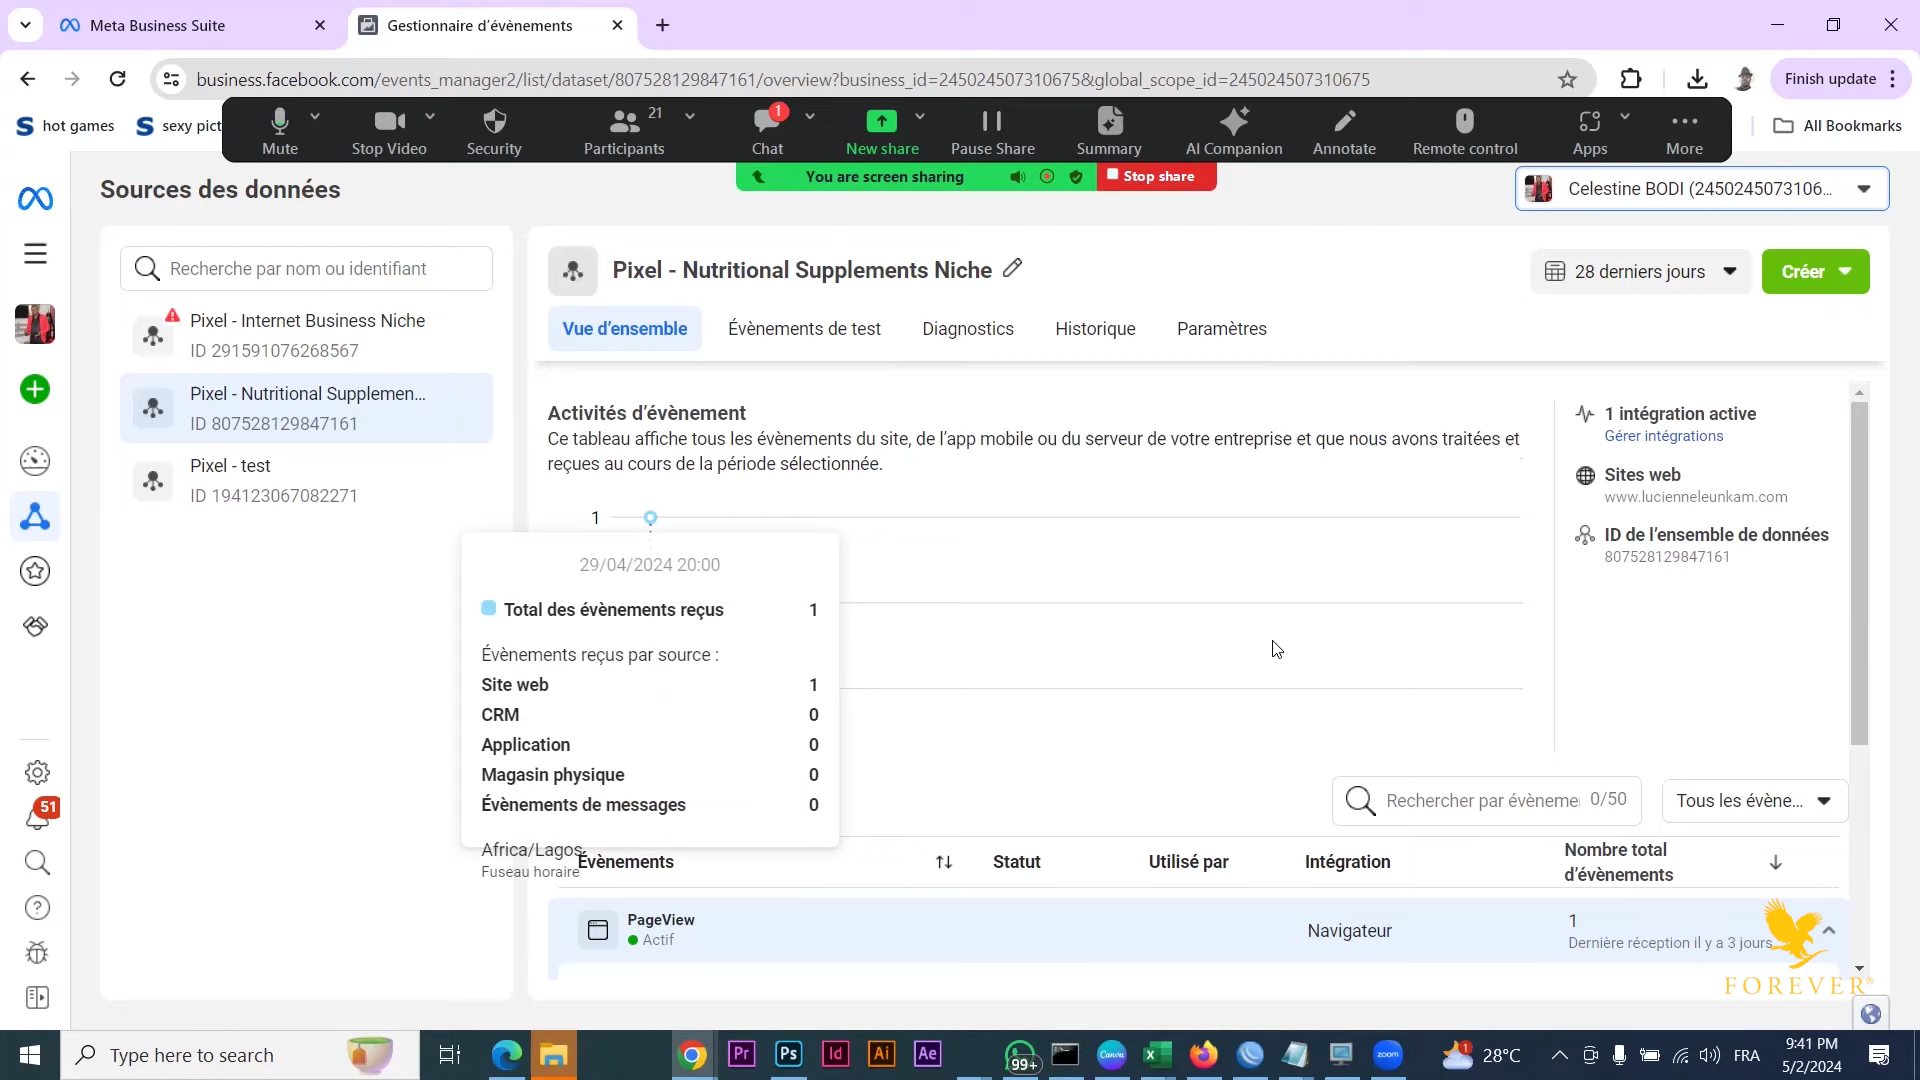 Meta Business Suite
Gestionnaire d'évènements
business.facebook.com/events_manager2/list/dataset/807528129847161/overview?business_id=245024507310675&global_scope_id=245024507310675
Finish update
hot games
sexy pict
All Bookmarks
Mute
Stop Video
Security
21
Participants
1
Chat
New share
Pause Share
Summary
AI Companion
Annotate
Remote control
Apps
More
You are screen sharing
Stop share
Sources des données
Celestine BODI (2450245073106...
Recherche par nom ou identifiant
Pixel - Internet Business Niche
ID 291591076268567
Pixel - Nutritional Supplemen...
ID 807528129847161
Pixel - test
ID 194123067082271
Pixel - Nutritional Supplements Niche
28 derniers jours
Créer
Vue d'ensemble
Évènements de test
Diagnostics
Historique
Paramètres
Activités d'évènement
Ce tableau affiche tous les évènements du site, de l'app mobile ou du serveur de votre entreprise et que nous avons traitées et
reçues au cours de la période sélectionnée.
1
1 intégration active
Gérer intégrations
Sites web
www.lucienneleunkam.com
ID de l'ensemble de données
807528129847161
29/04/2024 20:00
Total des évènements reçus 1
Évènements reçus par source :
Site web 1
CRM 0
Application 0
Magasin physique 0
Évènements de messages 0
Africa/Lagos
Fuseau horaire
Rechercher par évèneme
0/50
Tous les évène...
Évènements
Statut
Utilisé par
Intégration
Nombre total
d'évènements
PageView
Actif
Navigateur
1
Dernière réception il y a 3 jours
FOREVER®
51
Type here to search
Pr
Ps
Id
Ai
Ae
99+
Canva
zoom
1
28°C
FRA
9:41 PM
5/2/2024